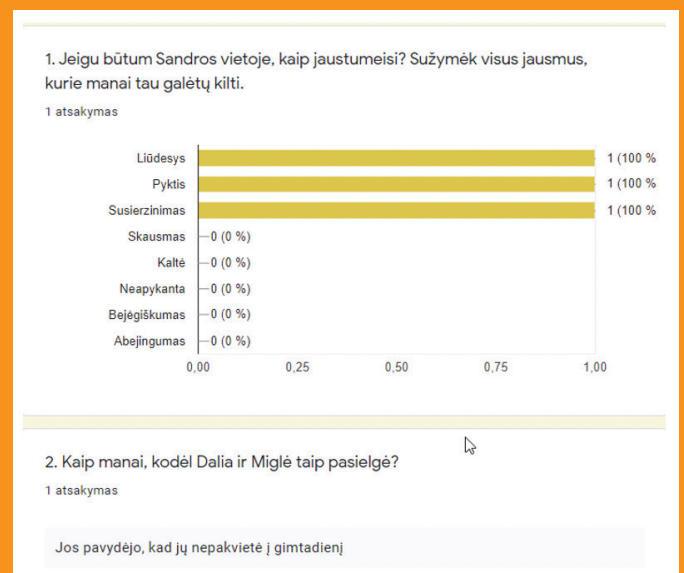 1. Jeigu būtum Sandros vietoje, kaip jaustumeisi? Sužymėk visus jausmus,
kurie manai tau galėtų kilti.
1 atsakymas
Liūdesys 1 (100 %
Pyktis 1 (100 %
Susierzinimas 1 (100 %
Skausmas 0 (0 %)
Kaltė 0 (0 %)
Neapykanta 0 (0 %)
Bejėgiškumas 0 (0 %)
Abejingumas 0 (0 %)
0,00 0,25 0,50 0,75 1,00
2. Kaip manai, kodėl Dalia ir Miglė taip pasielgė?
1 atsakymas
Jos pavydėjo, kad jų nepakvietė į gimtadienį